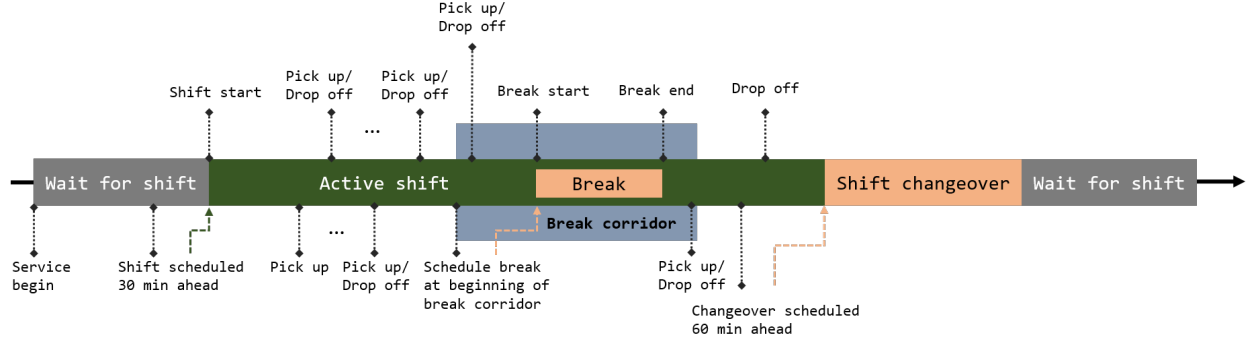 Pick up/
Drop off
Shift start
Pick up/
Drop off
...
Pick up/
Drop off
Break start
Break end
Drop off
Wait for shift
Active shift
Break
Shift changeover
Wait for shift
Break corridor
Service
begin
Shift scheduled
30 min ahead
Pick up
...
Pick up/
Drop off
Schedule break
at beginning of
break corridor
Pick up/
Drop off
Changeover scheduled
60 min ahead